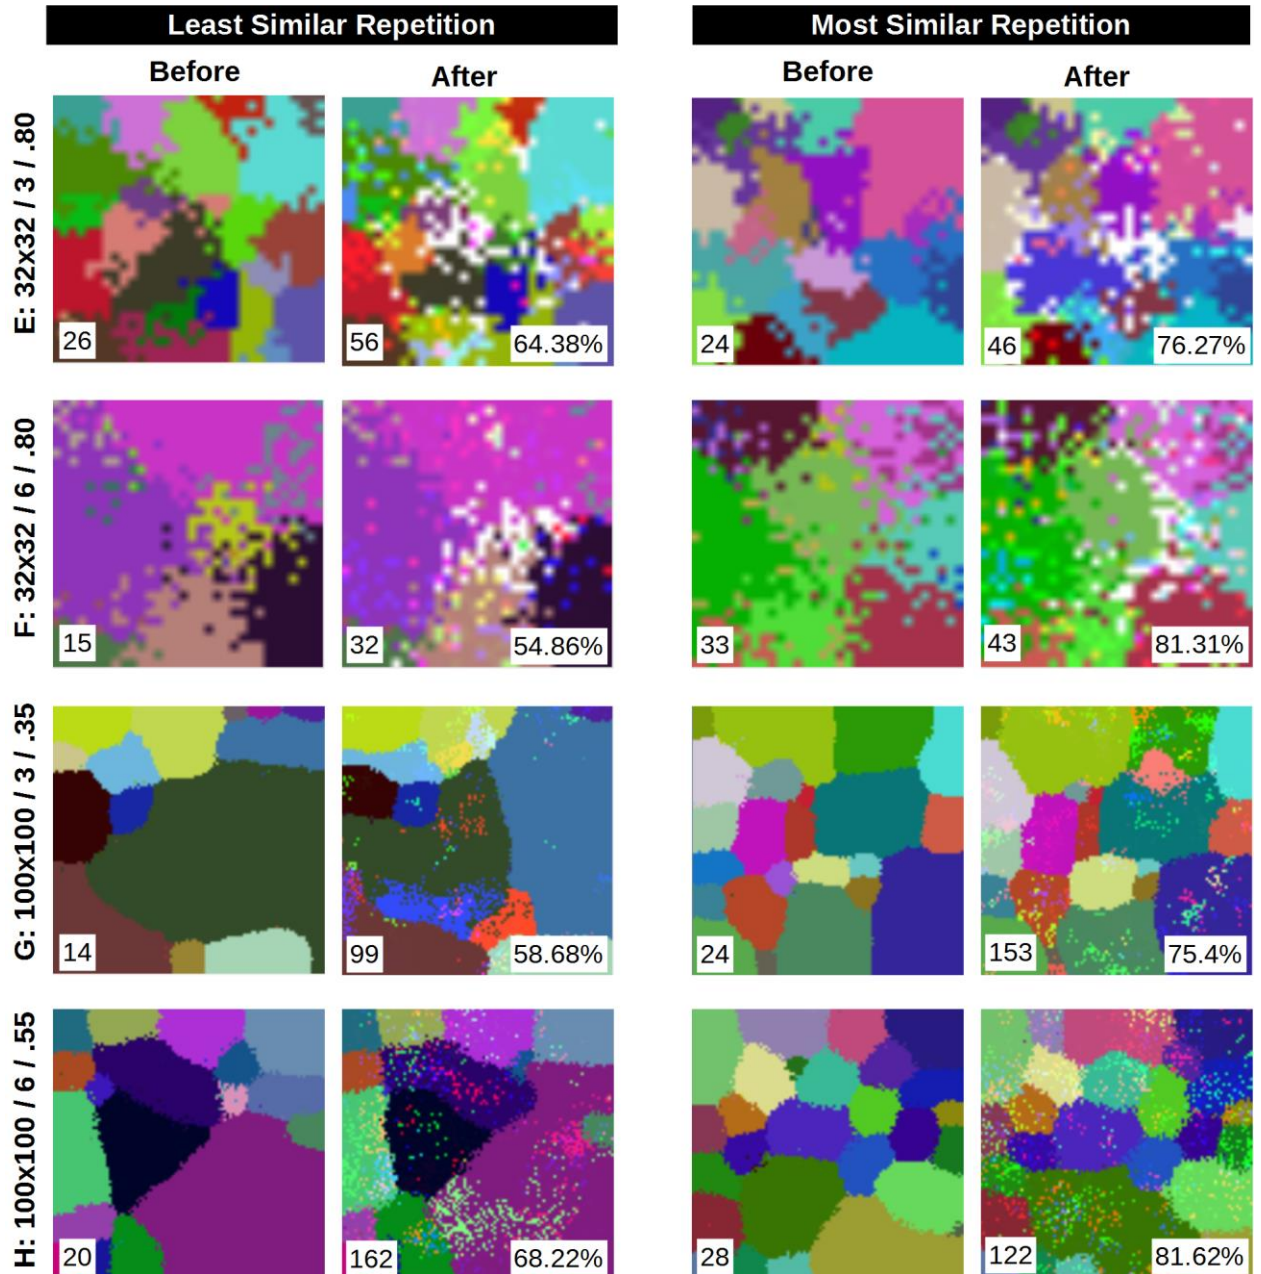 Least Similar Repetition
Most Similar Repetition
Before
After
Before
After
E: 32x32 / 3 / .80
26
56
64.38%
24
46
76.27%
F: 32x32 / 6 / .80
15
32
54.86%
33
43
81.31%
G: 100x100 / 3 / .35
14
99
58.68%
24
153
75.4%
H: 100x100 / 6 / .55
20
162
68.22%
28
122
81.62%